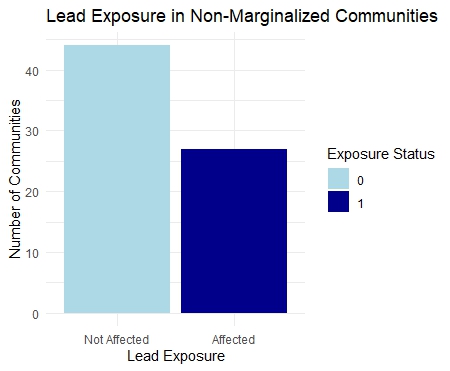 Lead Exposure in Non-Marginalized Communities
Number of Communities
40
30
20
10
0
Not Affected
Affected
Lead Exposure
Exposure Status
0
1